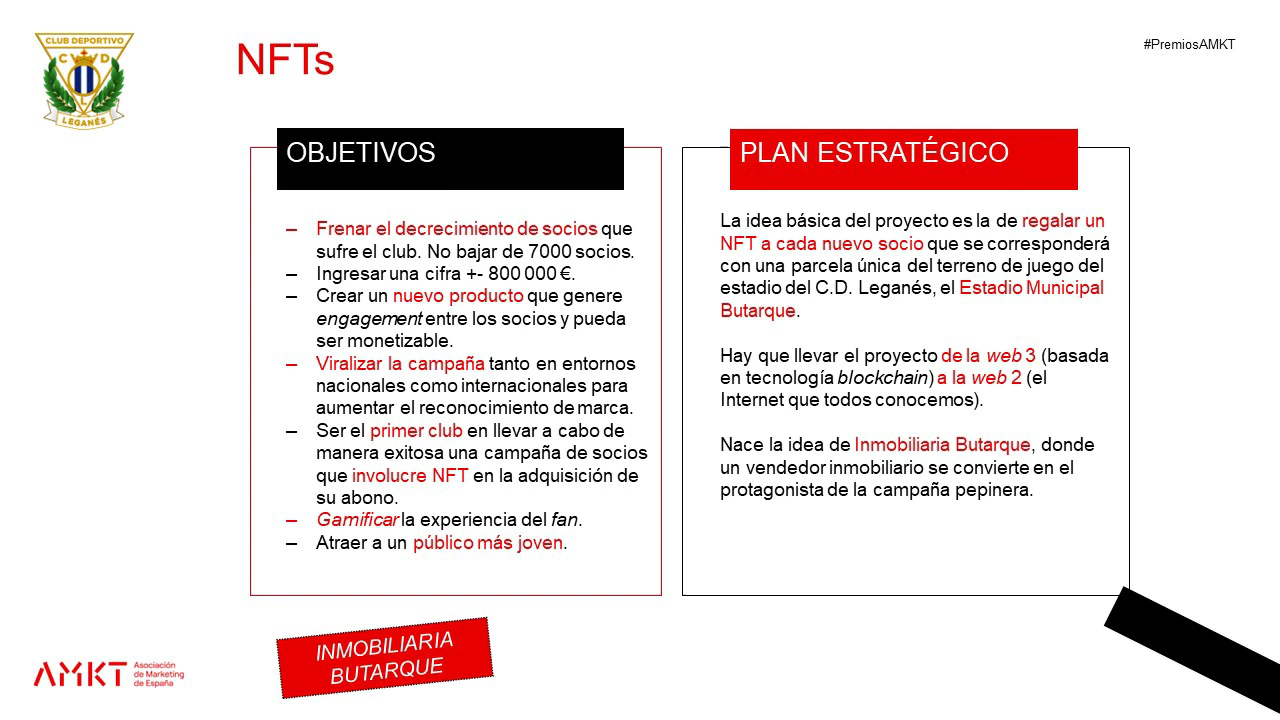 CLUB DEPORTIVO
C V D
L
LEGANÉS
NFTs
#PremiosAMKT
OBJETIVOS
– Frenar el decrecimiento de socios que
sufre el club. No bajar de 7000 socios.
– Ingresar una cifra +- 800 000 €.
– Crear un nuevo producto que genere
engagement entre los socios y pueda
ser monetizable.
– Viralizar la campaña tanto en entornos
nacionales como internacionales para
aumentar el reconocimiento de marca.
– Ser el primer club en llevar a cabo de
manera exitosa una campaña de socios
que involucre NFT en la adquisición de
su abono.
– Gamificar la experiencia del fan.
– Atraer a un público más joven.
PLAN ESTRATÉGICO
La idea básica del proyecto es la de regalar un
NFT a cada nuevo socio que se corresponderá
con una parcela única del terreno de juego del
estadio del C.D. Leganés, el Estadio Municipal
Butarque.
Hay que llevar el proyecto de la web 3 (basada
en tecnología blockchain) a la web 2 (el
Internet que todos conocemos).
Nace la idea de Inmobiliaria Butarque, donde
un vendedor inmobiliario se convierte en el
protagonista de la campaña pepinera.
INMOBILIARIA
BUTARQUE
AMKT
Asociación
de Marketing
de España